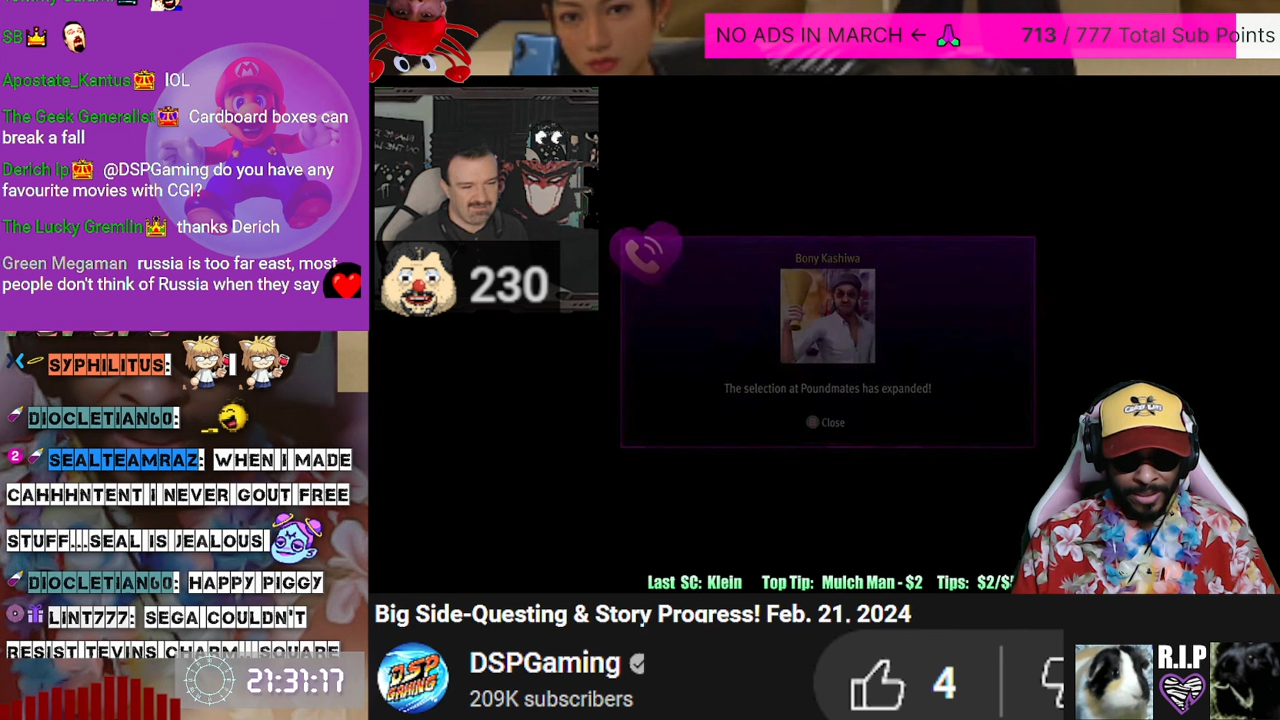 SB
Apostate_Kantus lOL
The Geek Generalist Cardboard boxes can
break a fall
Derich Ip @DSPGaming do you have any
favourite movies with CGI?
The Lucky Gremlin thanks Derich
Green Megaman russia is too far east, most
people don't think of Russia when they say
SYPHILITUS:
DIOCLETIAN60:
2 SEALTEAMRAZ: WHEN I MADE
CAHHHNTENT I NEVER GOUT FREE
STUFF...SEAL IS JEALOUS
DIOCLETIAN60: HAPPY PIGGY
LINT777: SEGA COULDN'T
RESIST TEVINS CHARM... SQUARE
21:31:17
NO ADS IN MARCH ← 713 / 777 Total Sub Points
230
Bony Kashiwa
The selection at Poundmates has expanded!
Close
Last SC: Klein Top Tip: Mulch Man - $2 Tips: $2/$
Big Side-Questing & Story Progress! Feb. 21. 2024
DSP GAMING
DSPGaming
209K subscribers
4
R.I.P